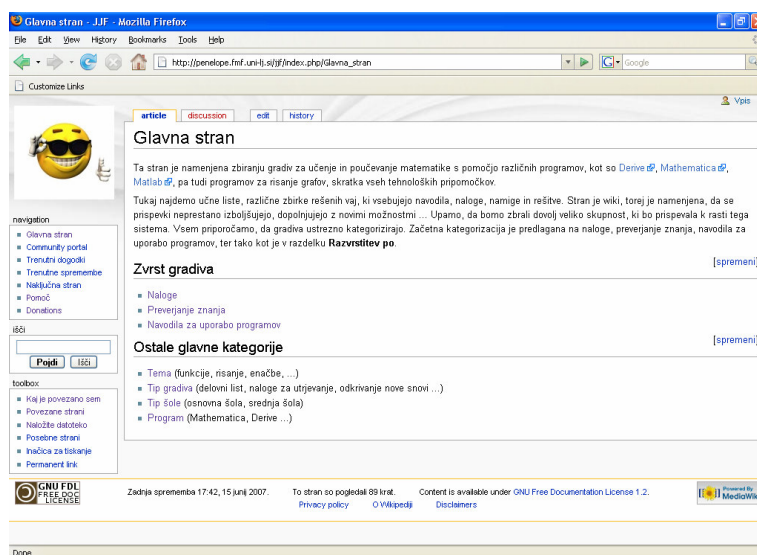 Glavna stran - JJF - Mozilla Firefox
File Edit View History Bookmarks Tools Help
http://penelope.fmf.uni-lj.si/jjf/index.php/Glavna_stran
Google
Customize Links
Vpis
article discussion edit history
Glavna stran
Ta stran je namenjena zbiranju gradiv za učenje in poučevanje matematike s pomočjo različnih programov, kot so Derive, Mathematica,
Matlab, pa tudi programov za risanje grafov, skratka vseh tehnoloških pripomočkov.
Tukaj najdemo učne liste, različne zbirke rešenih vaj, ki vsebujejo navodila, naloge, namige in rešitve. Stran je wiki, torej je namenjena, da se
prispevki neprestano izboljšujejo, dopolnjujejo z novimi možnostmi ... Upamo, da bomo zbrali dovolj veliko skupnost, ki bo prispevala k rasti tega
sistema. Vsem priporočamo, da gradiva ustrezno kategorizirajo. Začetna kategorizacija je predlagana na naloge, preverjanje znanja, navodila za
uporabo programov, ter tako kot je v razdelku Razvrstitev po.
Zvrst gradiva
[spremeni]
Naloge
Preverjanje znanja
Navodila za uporabo programov
Ostale glavne kategorije
[spremeni]
Tema (funkcije, risanje, enačbe, ...)
Tip gradiva (delovni list, naloge za utrjevanje, odkrivanje nove snovi ...)
Tip šole (osnovna šola, srednja šola)
Program (Mathematica, Derive ...)
navigation
Glavna stran
Community portal
Trenutni dogodki
Trenutne spremembe
Naključna stran
Pomoč
Donations
išči
Pojdi Išči
toolbox
Kaj je povezano sem
Povezane strani
Naložite datoteko
Posebne strani
Inačica za tiskanje
Permanent link
GNU FDL
FREE DOC
LICENSE
Zadnja sprememba 17:42, 15 junij 2007. To stran so pogledali 89 krat. Content is available under GNU Free Documentation License 1.2.
Privacy policy O Wikipediji Disclaimers
Powered By
MediaWiki
Done